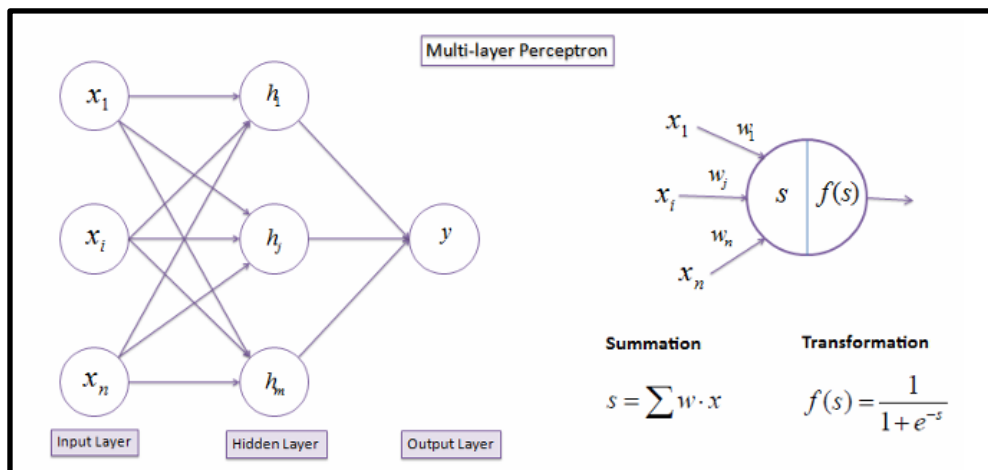 Multi-layer Perceptron
x₁
h₁
xᵢ
hⱼ
y
xₙ
hₘ
Input Layer
Hidden Layer
Output Layer
x₁
w₁
xᵢ
wⱼ
s
f(s)
wₙ
xₙ
Summation
Transformation
s = ∑ w · x
f(s) = 1 / (1 + e⁻ˢ)